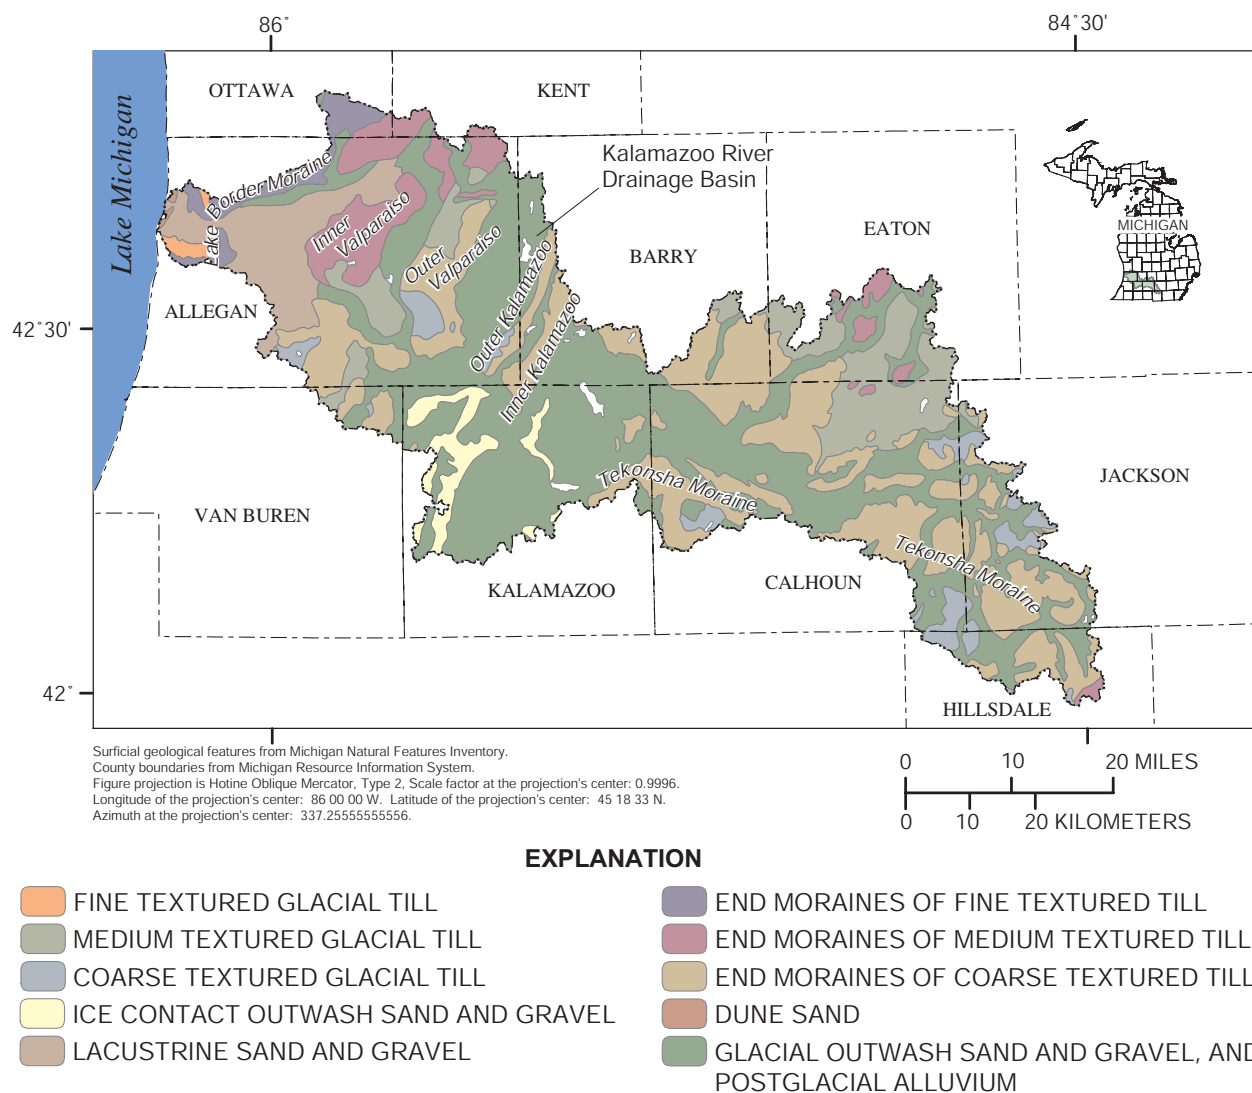 86°
84°30'
OTTAWA
KENT
Lake Michigan
Kalamazoo River
Drainage Basin
Lake Border Moraine
MICHIGAN
Inner
Valparaiso
EATON
Outer
Valparaiso
BARRY
ALLEGAN
Outer Kalamazoo
Inner Kalamazoo
42°30'
Tekonsha Moraine
JACKSON
VAN BUREN
Tekonsha Moraine
CALHOUN
KALAMAZOO
42°
HILLSDALE
Surficial geological features from Michigan Natural Features Inventory.
County boundaries from Michigan Resource Information System.
Figure projection is Hotine Oblique Mercator, Type 2, Scale factor at the projection's center: 0.9996.
Longitude of the projection's center: 86 00 00 W. Latitude of the projection's center: 45 18 33 N.
Azimuth at the projection's center: 337.25555555556.
0 10 20 MILES
0 10 20 KILOMETERS
EXPLANATION
FINE TEXTURED GLACIAL TILL
MEDIUM TEXTURED GLACIAL TILL
COARSE TEXTURED GLACIAL TILL
ICE CONTACT OUTWASH SAND AND GRAVEL
LACUSTRINE SAND AND GRAVEL
END MORAINES OF FINE TEXTURED TILL
END MORAINES OF MEDIUM TEXTURED TILL
END MORAINES OF COARSE TEXTURED TILL
DUNE SAND
GLACIAL OUTWASH SAND AND GRAVEL, AND
POSTGLACIAL ALLUVIUM